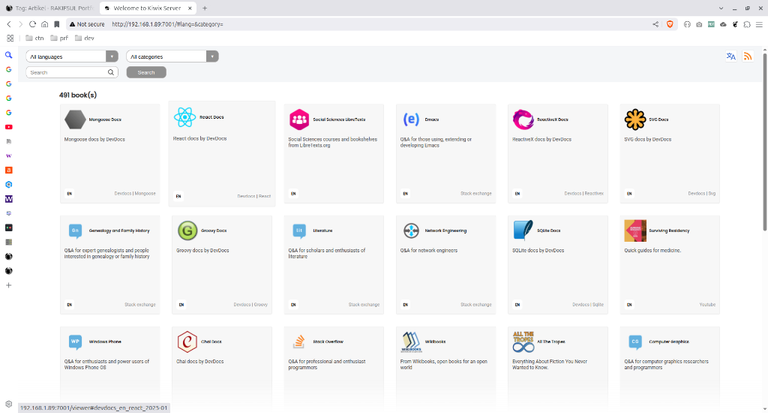 Tag: Artikel - RAKIPSUL Port
Welcome to Kiwix Server
Not secure
http://192.168.1.89:7001/#lang=&category=
ctm
prf
dev
All languages
All categories
Search
Search
491 book(s)
Mongoose Docs
Mongoose docs by DevDocs
EN
Devdocs | Mongoose
React Docs
React docs by DevDocs
EN
Devdocs | React
Social Sciences LibreTexts
Social Sciences courses and bookshelves
from LibreTexts.org
EN
Emacs
Q&A for those using, extending or
developing Emacs
EN
Stack exchange
ReactiveX Docs
ReactiveX docs by DevDocs
EN
Devdocs | Reactivex
SVG Docs
SVG docs by DevDocs
EN
Devdocs | Svg
Genealogy and Family History
Q&A for expert genealogists and people
interested in genealogy or family history
EN
Stack exchange
Groovy Docs
Groovy docs by DevDocs
EN
Devdocs | Groovy
Literature
Q&A for scholars and enthusiasts of
literature
EN
Stack exchange
Network Engineering
Q&A for network engineers
EN
Stack exchange
SQLite Docs
SQLite docs by DevDocs
EN
Devdocs | Sqlite
Surviving Residency
Quick guides for medicine.
EN
Youtube
Windows Phone
Q&A for enthusiasts and power users of
Windows Phone OS
Chai Docs
Chai docs by DevDocs
Stack Overflow
Q&A for professional and enthusiast
programmers
Wikibooks
From Wikibooks, open books for an open
world
All The Tropes
Everything About Fiction You Never
Wanted to Know.
Computer Graphics
Q&A for computer graphics researchers
and programmers
192.168.1.89:7001/viewer#devdocs_en_react_2025-01